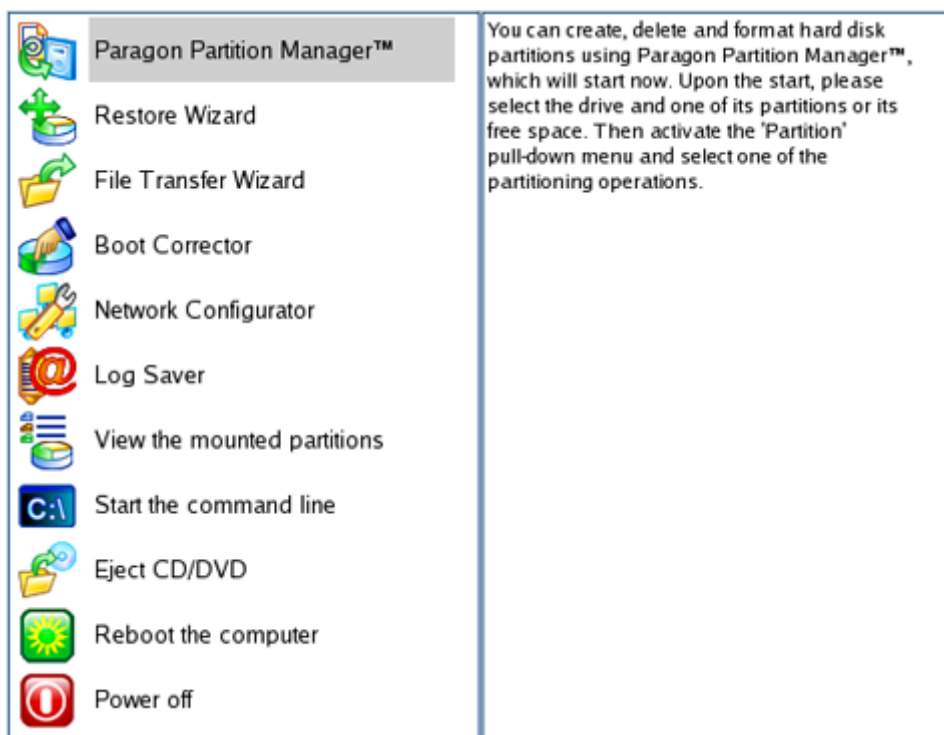 Paragon Partition Manager™
Restore Wizard
File Transfer Wizard
Boot Corrector
Network Configurator
Log Saver
View the mounted partitions
C:\
Start the command line
Eject CD/DVD
Reboot the computer
Power off
You can create, delete and format hard disk
partitions using Paragon Partition Manager™,
which will start now. Upon the start, please
select the drive and one of its partitions or its
free space. Then activate the 'Partition'
pull-down menu and select one of the
partitioning operations.